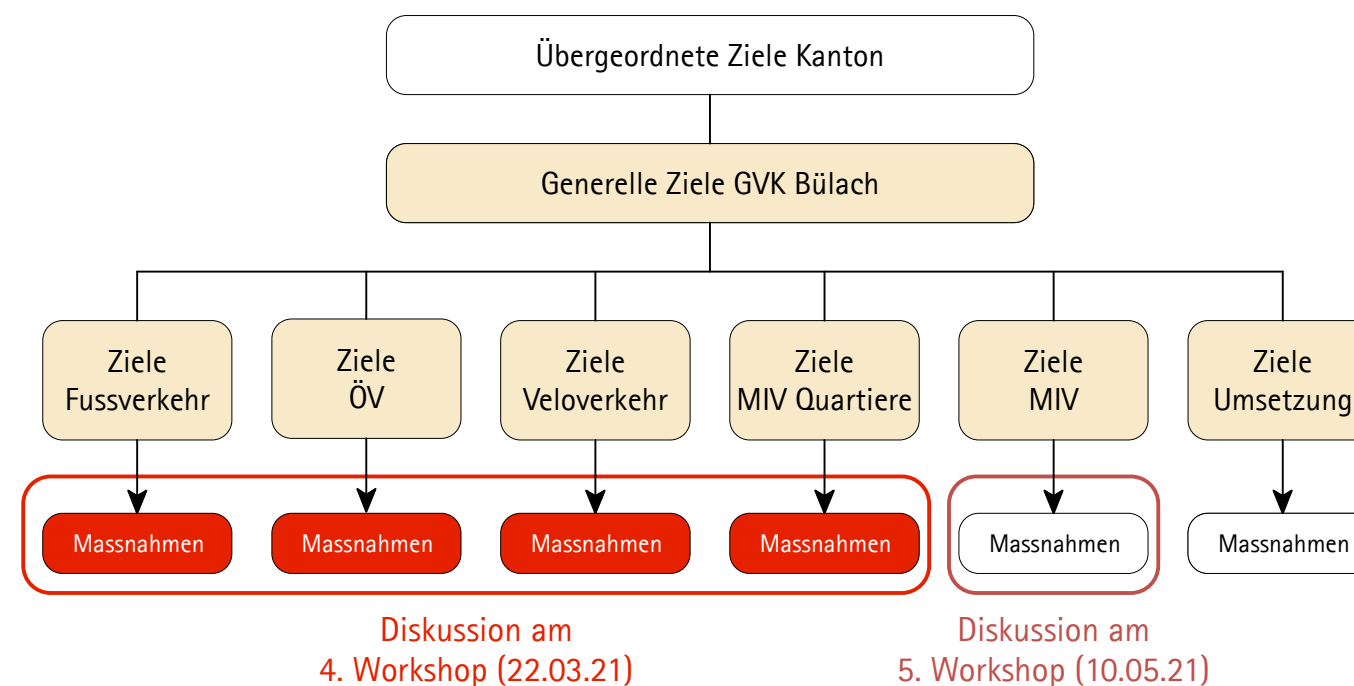 Übergeordnete Ziele Kanton
Generelle Ziele GVK Bülach
Ziele
Fussverkehr
Ziele
ÖV
Ziele
Veloverkehr
Ziele
MIV Quartiere
Ziele
MIV
Ziele
Umsetzung
Massnahmen
Massnahmen
Massnahmen
Massnahmen
Massnahmen
Massnahmen
Diskussion am
4. Workshop (22.03.21)
Diskussion am
5. Workshop (10.05.21)